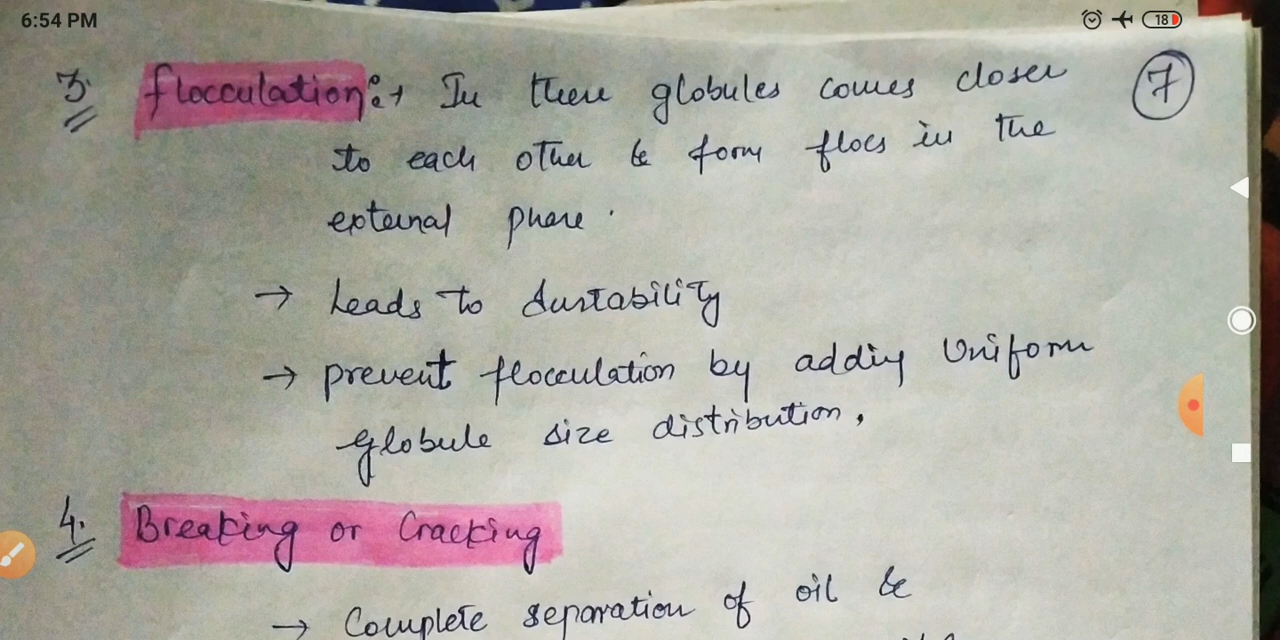 6:54 PM
18
3. flocculation:→ In there globules comes closer
7
to each other & form flocs in the
external phase.
→ Leads to Instability
→ prevent flocculation by adding Uniform
globule size distribution,
4. Breaking or Cracking
→ Complete separation of oil &